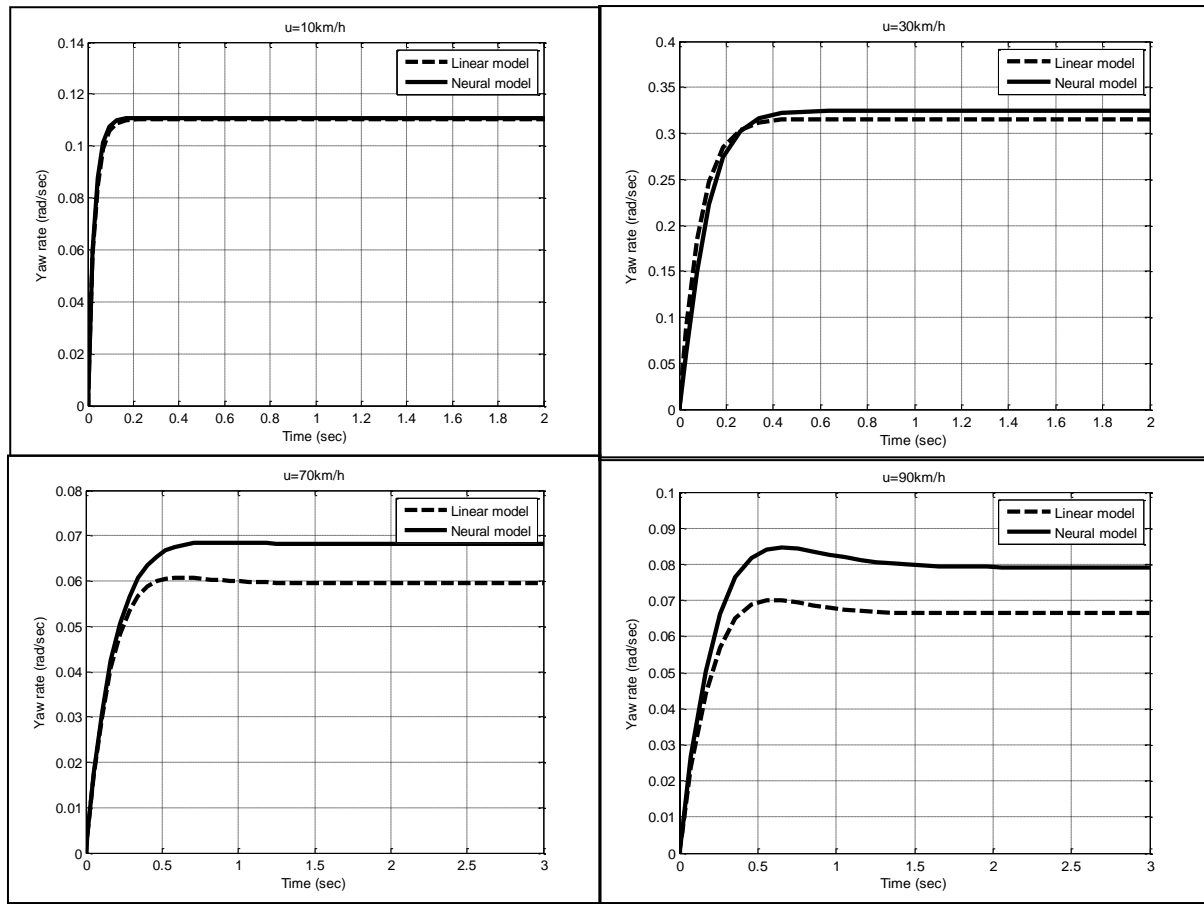 u=10km/h
0.14
0.12
0.1
0.08
0.06
0.04
0.02
0
Yaw rate (rad/sec)
Linear model
Neural model
0 0.2 0.4 0.6 0.8 1 1.2 1.4 1.6 1.8 2
Time (sec)
u=30km/h
0.4
0.35
0.3
0.25
0.2
0.15
0.1
0.05
0
Yaw rate (rad/sec)
Linear model
Neural model
0 0.2 0.4 0.6 0.8 1 1.2 1.4 1.6 1.8 2
Time (sec)
u=70km/h
0.08
0.07
0.06
0.05
0.04
0.03
0.02
0.01
0
Yaw rate (rad/sec)
Linear model
Neural model
0 0.5 1 1.5 2 2.5 3
Time (sec)
u=90km/h
0.1
0.09
0.08
0.07
0.06
0.05
0.04
0.03
0.02
0.01
0
Yaw rate (rad/sec)
Linear model
Neural model
0 0.5 1 1.5 2 2.5 3
Time (sec)